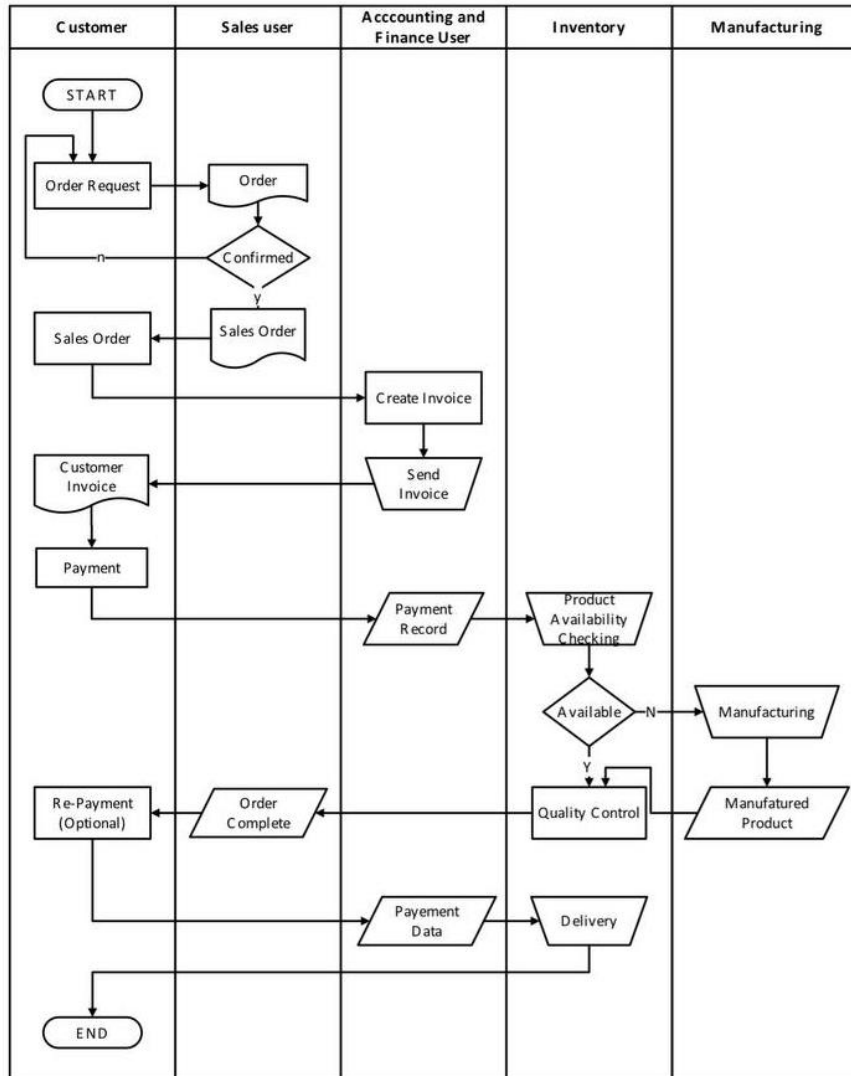 Customer
Sales user
Acccounting and
Finance User
Inventory
Manufacturing
START
Order Request
Order
n
Confirmed
y
Sales Order
Sales Order
Create Invoice
Customer
Invoice
Send
Invoice
Payment
Payment
Record
Product
Availability
Checking
Available
N
Manufacturing
Y
Re-Payment
(Optional)
Order
Complete
Quality Control
Manufatured
Product
Payement
Data
Delivery
END